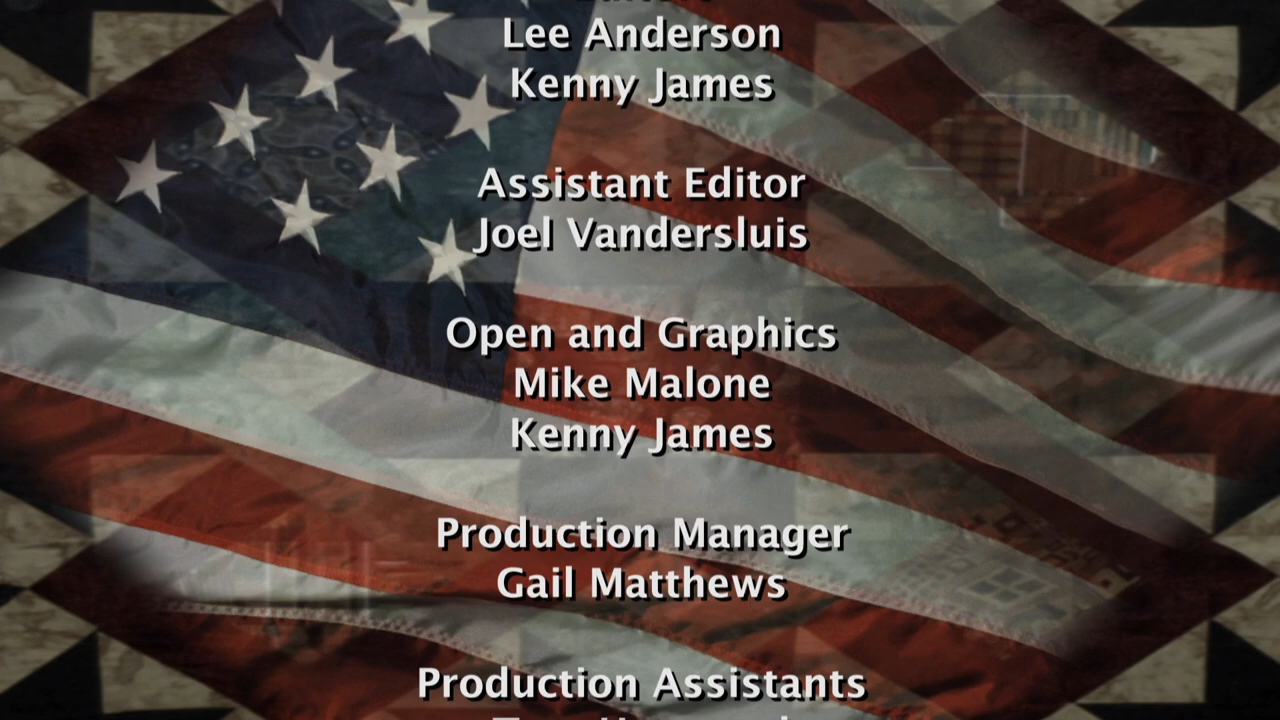 Lee Anderson
Kenny James
Assistant Editor
Joel Vandersluis
Open and Graphics
Mike Malone
Kenny James
Production Manager
Gail Matthews
Production Assistants